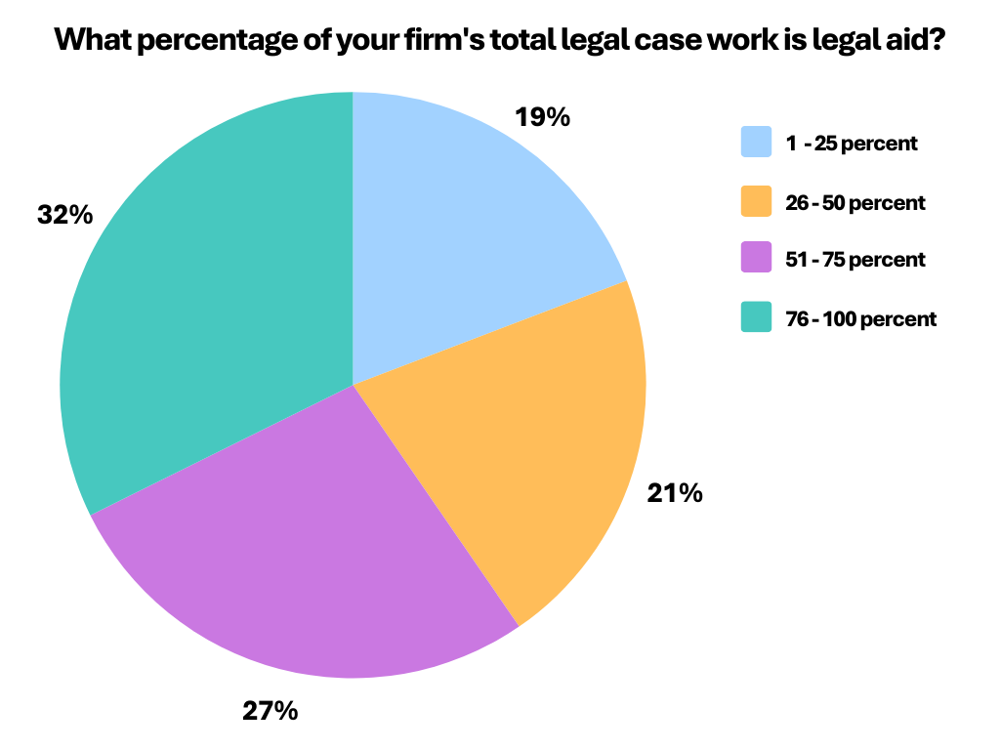 What percentage of your firm's total legal case work is legal aid?
19%
32%
21%
27%
1 - 25 percent
26 - 50 percent
51 - 75 percent
76 - 100 percent